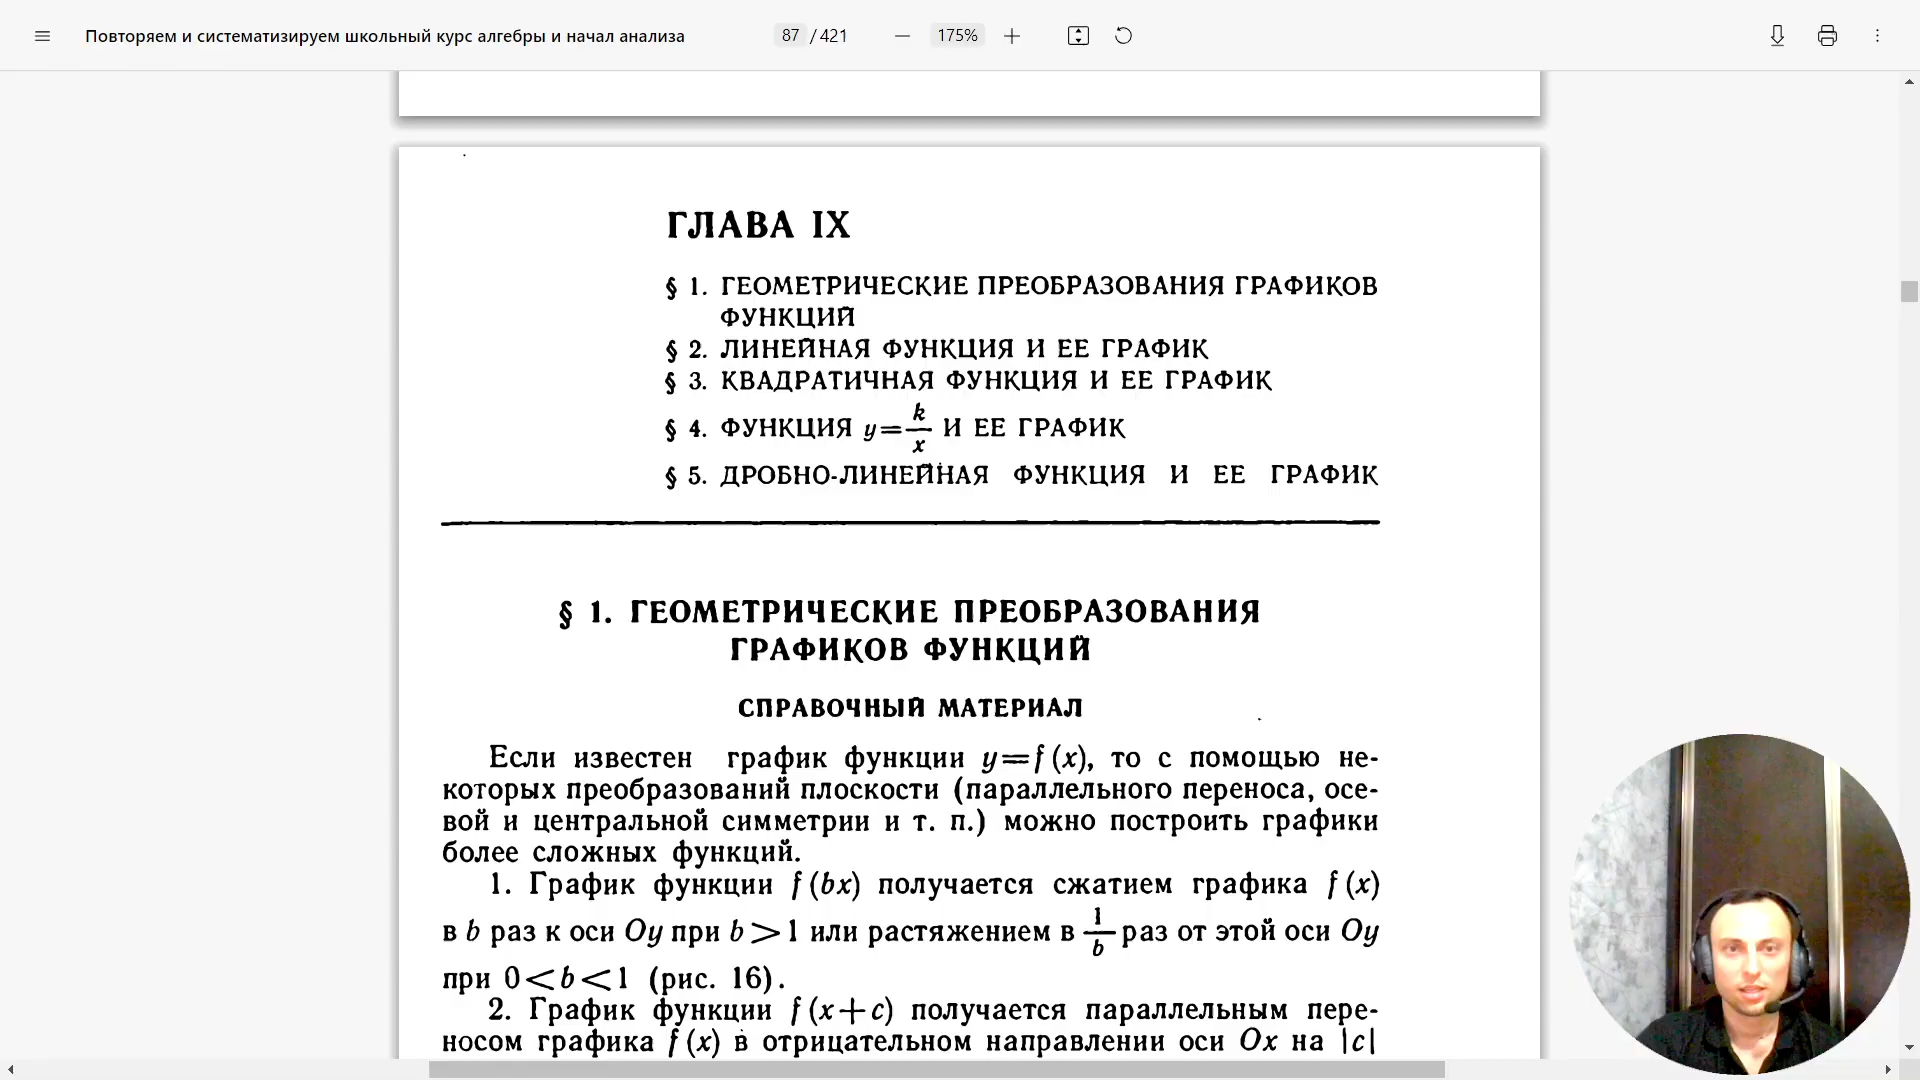 Повторяем и систематизируем школьный курс алгебры и начал анализа
87 / 421
175%
ГЛАВА IX
§ 1. ГЕОМЕТРИЧЕСКИЕ ПРЕОБРАЗОВАНИЯ ГРАФИКОВ
ФУНКЦИЙ
§ 2. ЛИНЕЙНАЯ ФУНКЦИЯ И ЕЕ ГРАФИК
§ 3. КВАДРАТИЧНАЯ ФУНКЦИЯ И ЕЕ ГРАФИК
§ 4. ФУНКЦИЯ y=k/x И ЕЕ ГРАФИК
§ 5. ДРОБНО-ЛИНЕЙНАЯ ФУНКЦИЯ И ЕЕ ГРАФИК
§ 1. ГЕОМЕТРИЧЕСКИЕ ПРЕОБРАЗОВАНИЯ
ГРАФИКОВ ФУНКЦИЙ
СПРАВОЧНЫЙ МАТЕРИАЛ
Если известен график функции y=f (x), то с помощью не-
которых преобразований плоскости (параллельного переноса, осе-
вой и центральной симметрии и т. п.) можно построить графики
более сложных функций.
1. График функции f (bx) получается сжатием графика f (x)
в b раз к оси Oy при b>1 или растяжением в 1/b раз от этой оси Oy
при 0<b<1 (рис. 16).
2. График функции f (x+c) получается параллельным пере-
носом графика f (x) в отрицательном направлении оси Ox на |c|